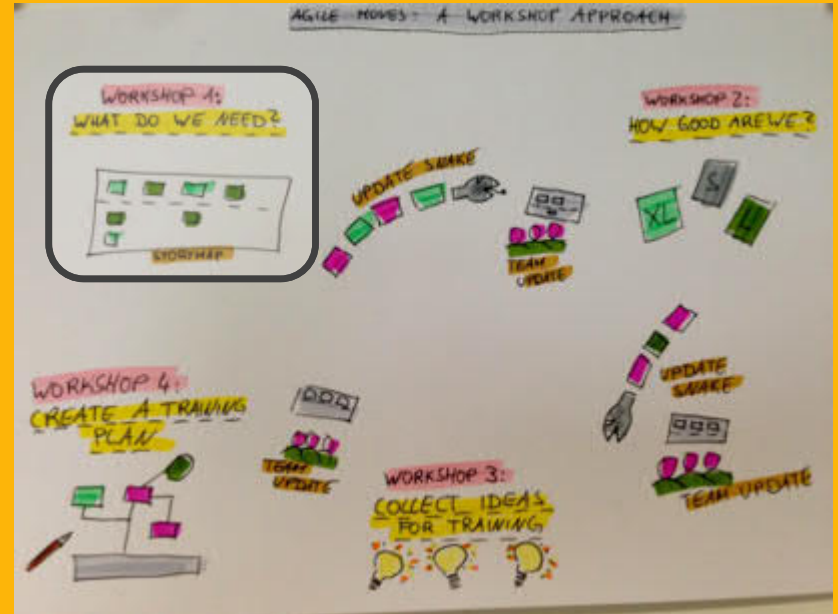 AGILE MOVES: A WORKSHOP APPROACH
WORKSHOP 1:
WHAT DO WE NEED?
STORYMAP
UPDATE SNAKE
TEAM
UPDATE
WORKSHOP 2:
HOW GOOD ARE WE?
XL
S
UPDATE
SNAKE
TEAM UPDATE
WORKSHOP 3:
COLLECT IDEAS
FOR TRAINING
TEAM
UPDATE
WORKSHOP 4:
CREATE A TRAINING
PLAN